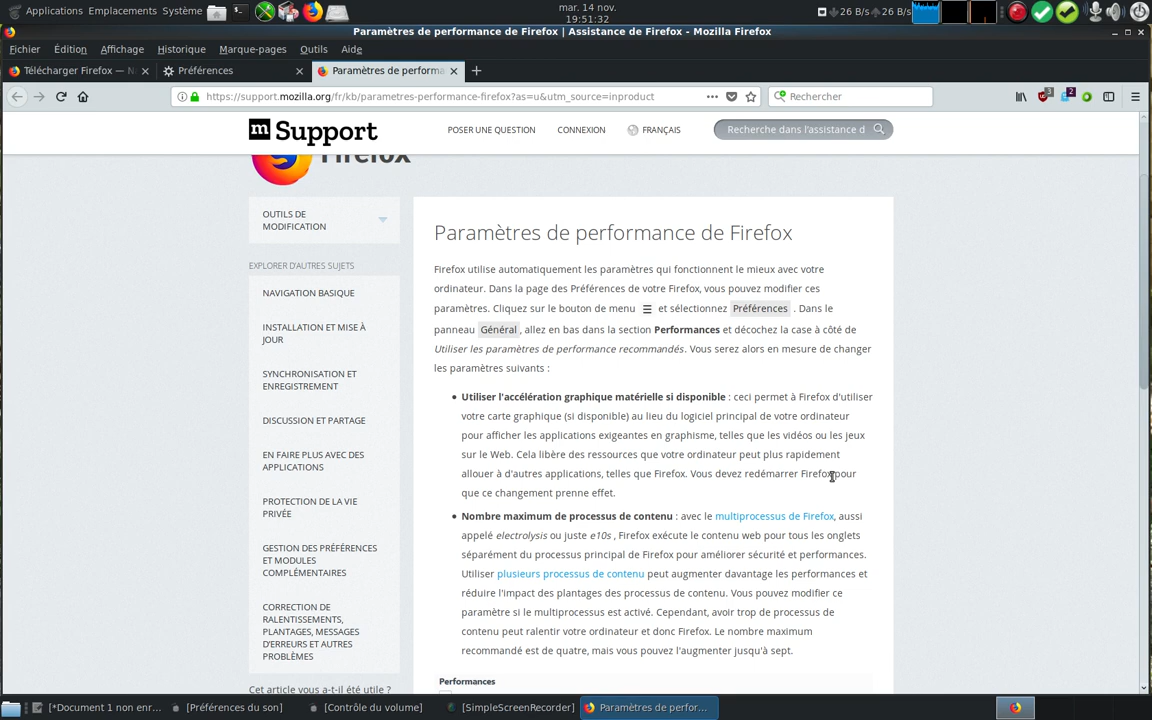 Applications Emplacements Système
mar. 14 nov.
19:51:32
26 B/s 26 B/s
Paramètres de performance de Firefox | Assistance de Firefox - Mozilla Firefox
Fichier Édition Affichage Historique Marque-pages Outils Aide
Télécharger Firefox — N
Préférences
Paramètres de performa
https://support.mozilla.org/fr/kb/parametres-performance-firefox?as=u&utm_source=inproduct
Rechercher
3
2
m Support
POSER UNE QUESTION CONNEXION FRANÇAIS
Recherche dans l'assistance d
Firefox
OUTILS DE
MODIFICATION
EXPLORER D'AUTRES SUJETS
NAVIGATION BASIQUE
INSTALLATION ET MISE À
JOUR
SYNCHRONISATION ET
ENREGISTREMENT
DISCUSSION ET PARTAGE
EN FAIRE PLUS AVEC DES
APPLICATIONS
PROTECTION DE LA VIE
PRIVÉE
GESTION DES PRÉFÉRENCES
ET MODULES
COMPLÉMENTAIRES
CORRECTION DE
RALENTISSEMENTS,
PLANTAGES, MESSAGES
D'ERREURS ET AUTRES
PROBLÈMES
Cet article vous a-t-il été utile ?
Paramètres de performance de Firefox
Firefox utilise automatiquement les paramètres qui fonctionnent le mieux avec votre
ordinateur. Dans la page des Préférences de votre Firefox, vous pouvez modifier ces
paramètres. Cliquez sur le bouton de menu et sélectionnez Préférences . Dans le
panneau Général, allez en bas dans la section Performances et décochez la case à côté de
Utiliser les paramètres de performance recommandés. Vous serez alors en mesure de changer
les paramètres suivants :
• Utiliser l'accélération graphique matérielle si disponible : ceci permet à Firefox d'utiliser
votre carte graphique (si disponible) au lieu du logiciel principal de votre ordinateur
pour afficher les applications exigeantes en graphisme, telles que les vidéos ou les jeux
sur le Web. Cela libère des ressources que votre ordinateur peut plus rapidement
allouer à d'autres applications, telles que Firefox. Vous devez redémarrer Firefox pour
que ce changement prenne effet.
• Nombre maximum de processus de contenu : avec le multiprocessus de Firefox, aussi
appelé electrolysis ou juste e10s , Firefox exécute le contenu web pour tous les onglets
séparément du processus principal de Firefox pour améliorer sécurité et performances.
Utiliser plusieurs processus de contenu peut augmenter davantage les performances et
réduire l'impact des plantages des processus de contenu. Vous pouvez modifier ce
paramètre si le multiprocessus est activé. Cependant, avoir trop de processus de
contenu peut ralentir votre ordinateur et donc Firefox. Le nombre maximum
recommandé est de quatre, mais vous pouvez l'augmenter jusqu'à sept.
Performances
[*Document 1 non enr... [Préférences du son] [Contrôle du volume] [SimpleScreenRecorder] Paramètres de perfor...